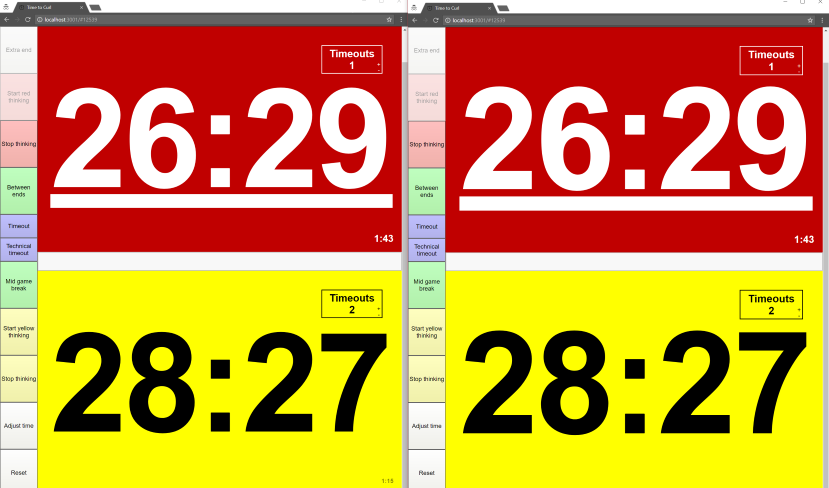 Time to Curl
localhost:3001/#12539
Extra end
Start red
thinking
Stop thinking
Between
ends
Timeout
Technical
timeout
Mid game
break
Start yellow
thinking
Stop thinking
Adjust time
Reset
Timeouts
1
+
-
26:29
1:43
Timeouts
2
+
-
28:27
1:15
Time to Curl
localhost:3001/#12539
Extra end
Start red
thinking
Stop thinking
Between
ends
Timeout
Technical
timeout
Mid game
break
Start yellow
thinking
Stop thinking
Adjust time
Reset
Timeouts
1
+
-
26:29
1:43
Timeouts
2
+
-
28:27